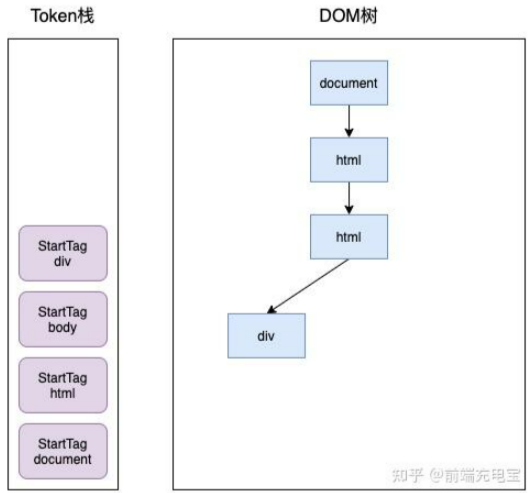 Token栈
DOM树
document
html
html
div
StartTag
div
StartTag
body
StartTag
html
StartTag
document
知乎 @前端充电宝